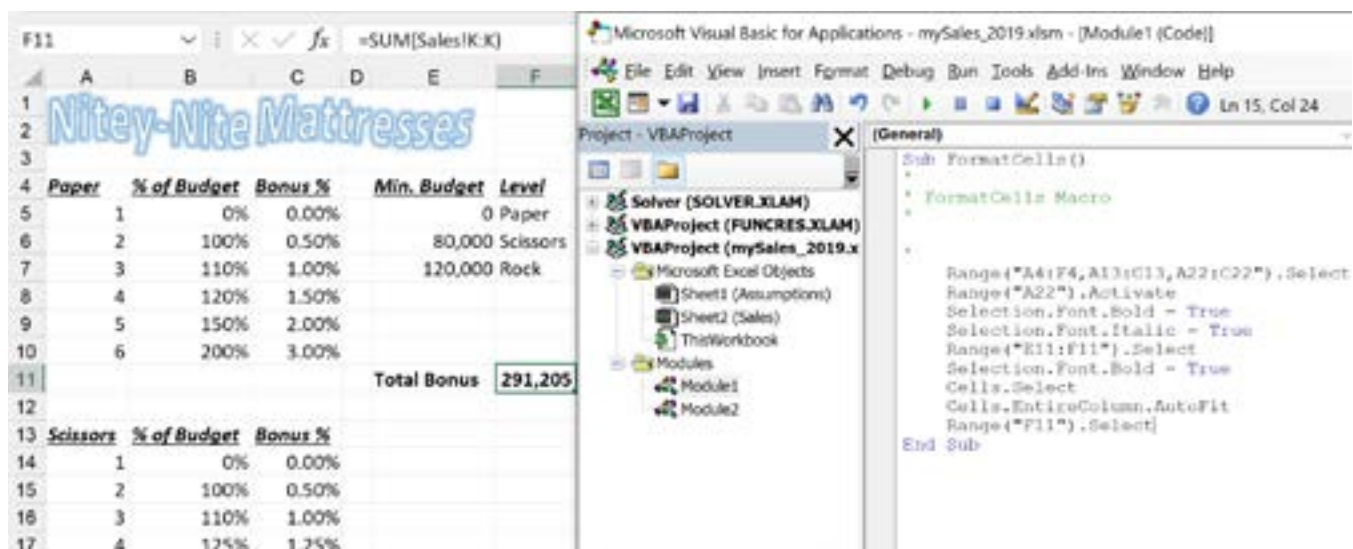 F11 fx =SUM(Sales!K:K)
A B C D E F
1
2
Nitey-Nite Mattresses
3
4 Paper % of Budget Bonus % Min. Budget Level
5 1 0% 0.00% 0 Paper
6 2 100% 0.50% 80,000 Scissors
7 3 110% 1.00% 120,000 Rock
8 4 120% 1.50%
9 5 150% 2.00%
10 6 200% 3.00%
11 Total Bonus 291,205
12
13 Scissors % of Budget Bonus %
14 1 0% 0.00%
15 2 100% 0.50%
16 3 110% 1.00%
17 4 125% 1.25%
Microsoft Visual Basic for Applications - mySales_2019.xlsm - [Module1 (Code)]
File Edit View Insert Format Debug Run Tools Add-Ins Window Help
Ln 15, Col 24
Project - VBAProject
Solver (SOLVER.XLAM)
VBAProject (FUNCRES.XLAM)
VBAProject (mySales_2019.x
Microsoft Excel Objects
Sheet1 (Assumptions)
Sheet2 (Sales)
ThisWorkbook
Modules
Module1
Module2
(General)
Sub FormatCells()
'
' FormatCells Macro
'
'
Range("A4:F4,A13:C13,A22:C22").Select
Range("A22").Activate
Selection.Font.Bold = True
Selection.Font.Italic = True
Range("E11:F11").Select
Selection.Font.Bold = True
Cells.Select
Cells.EntireColumn.AutoFit
Range("F11").Select
End Sub